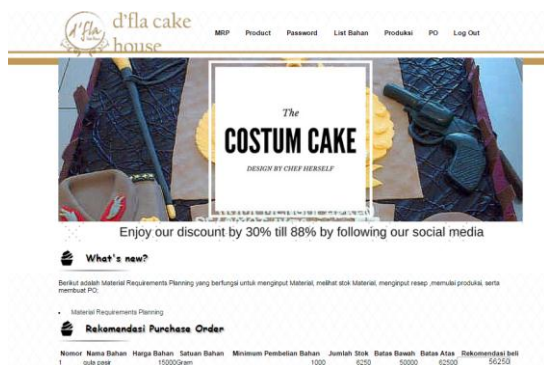 d'fla
d'fla cake
house
MRP Product Pasword List Bahan Produksi PO Log Out
The
COSTUM CAKE
DESIGN BY CHEF HERSELF
Enjoy our discount by 30% till 88% by following our social media
What's new?
Berikut adalah Material Requirements Planning yang berfungsi untuk menginput Material, melihat stok Material, menginput resep ,memulai produksi, serta
membuat PO:
Material Requirements Planning
Rekomendasi Purchase Order
Nomor Nama Bahan Harga Bahan Satuan Bahan Minimum Pembelian Bahan Jumlah Stok Batas Bawah Batas Atas Rekomendasi beli
1 gula pasir 15000Gram 1000 6250 50000 62500 56250